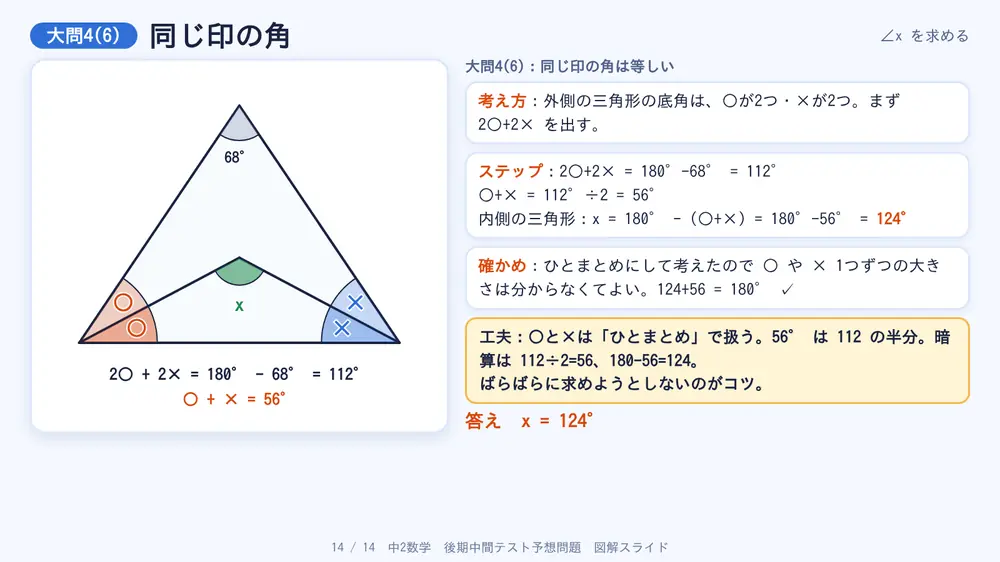 大問4(6) 同じ印の角
∠x を求める
68°
○
○
×
×
x
2○ + 2× = 180° - 68° = 112°
○ + × = 56°
大問4(6)：同じ印の角は等しい
考え方：外側の三角形の底角は、○が2つ・×が2つ。まず
2○+2× を出す。
ステップ：2○+2× = 180°-68° = 112°
○+× = 112°÷2 = 56°
内側の三角形：x = 180° -（○+×）= 180°-56° = 124°
確かめ：ひとまとめにして考えたので ○ や × 1つずつの大き
さは分からなくてよい。124+56 = 180° ✓
工夫：○と×は「ひとまとめ」で扱う。56° は 112 の半分。暗
算は 112÷2=56、180-56=124。
ばらばらに求めようとしないのがコツ。
答え x = 124°
14 / 14 中2数学 後期中間テスト予想問題 図解スライド